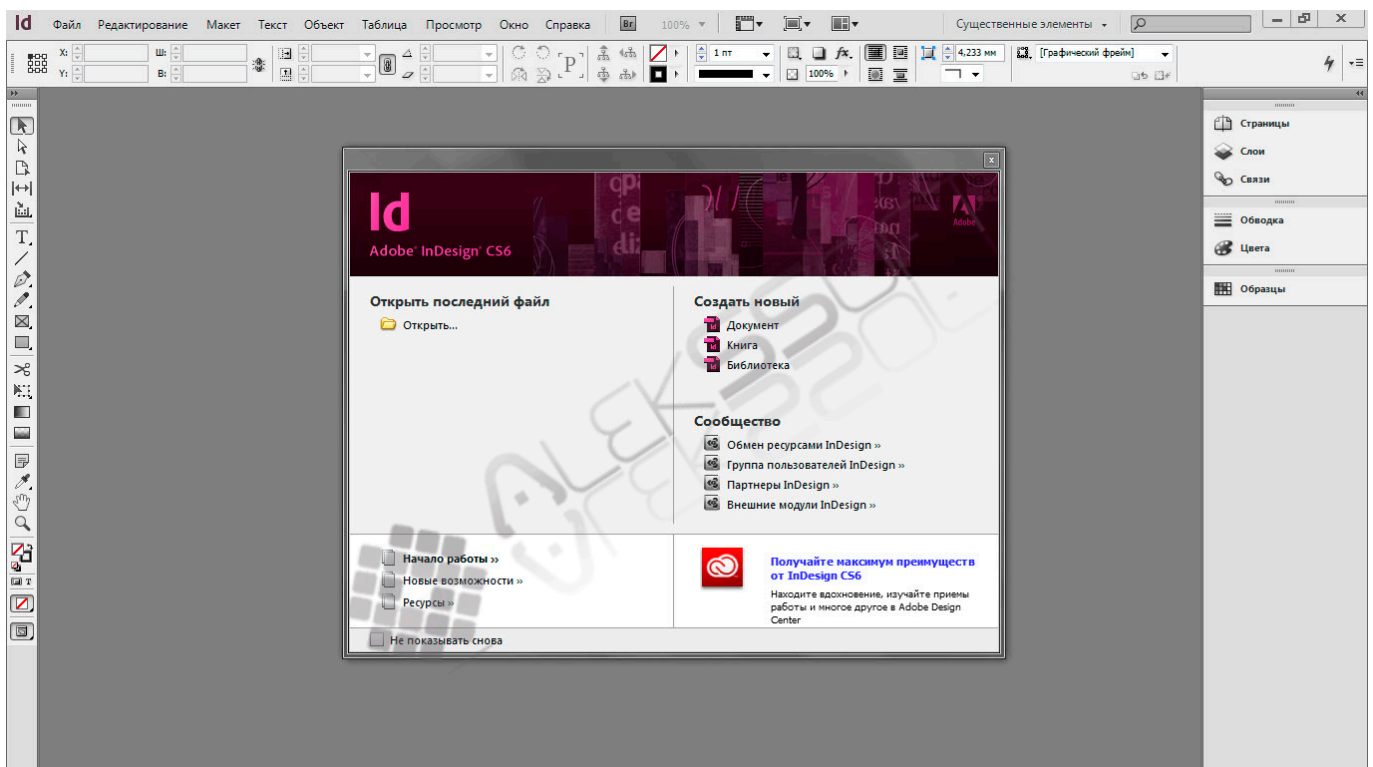 Id Файл Редактирование Макет Текст Объект Таблица Просмотр Окно Справка Br 100% Существенные элементы
X: Ш: 1 пт fx. 4,233 мм [Графический фрейм]
Y: В: P 100%
Страницы
Слои
Связи
Обводка
Цвета
Образцы
T
Id
Adobe® InDesign® CS6
Adobe
Открыть последний файл
Открыть...
Создать новый
Документ
Книга
Библиотека
Сообщество
Обмен ресурсами InDesign »
Группа пользователей InDesign »
Партнеры InDesign »
Внешние модули InDesign »
Начало работы »
Новые возможности »
Ресурсы »
Получайте максимум преимуществ
от InDesign CS6
Находите вдохновение, изучайте приемы
работы и многое другое в Adobe Design
Center
Не показывать снова